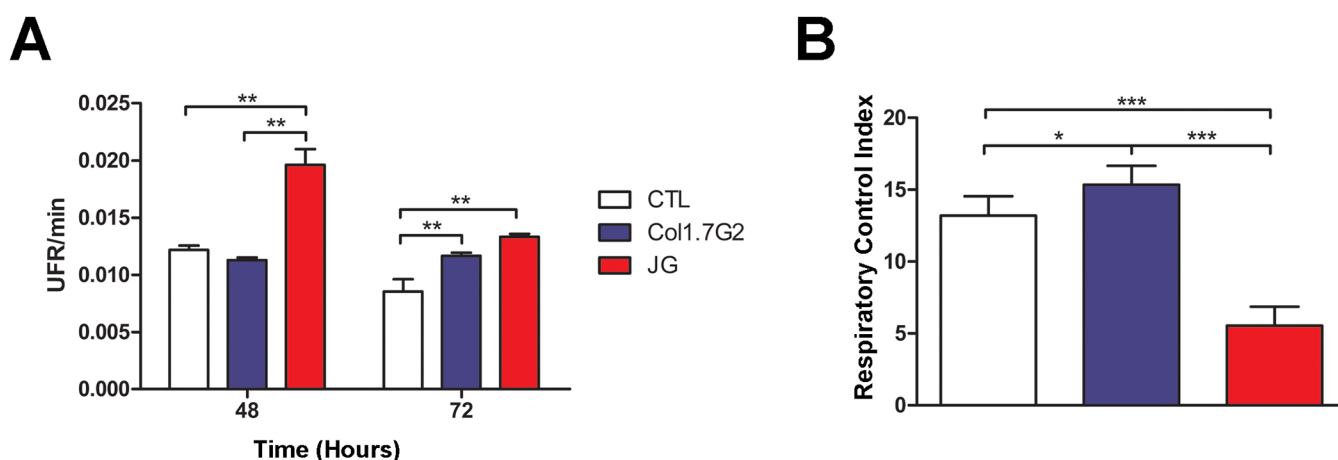 A
UFR/min
0.025
0.020
0.015
0.010
0.005
0.000
**
**
**
**
48
72
Time (Hours)
CTL
Col1.7G2
JG
B
Respiratory Control Index
20
15
10
5
0
***
*
***